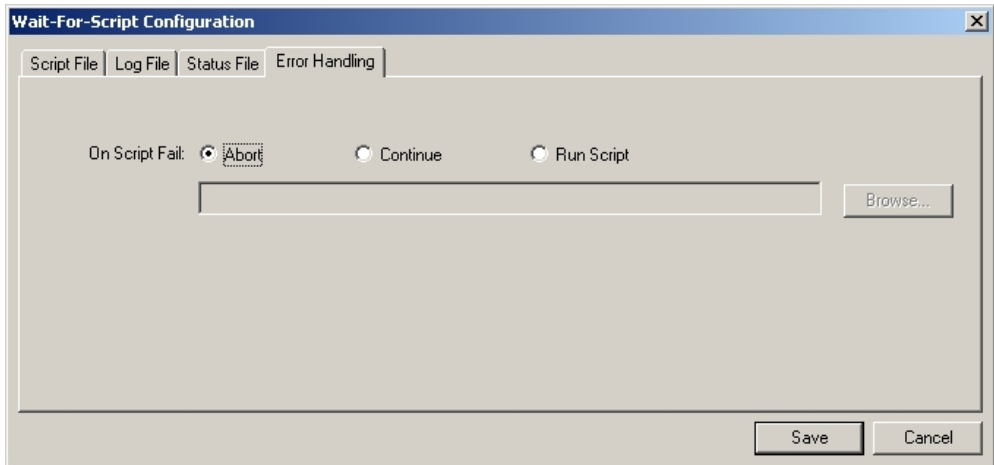 Wait-For-Script Configuration
Script File Log File Status File Error Handling
On Script Fail: Abort Continue Run Script
Browse...
Save Cancel